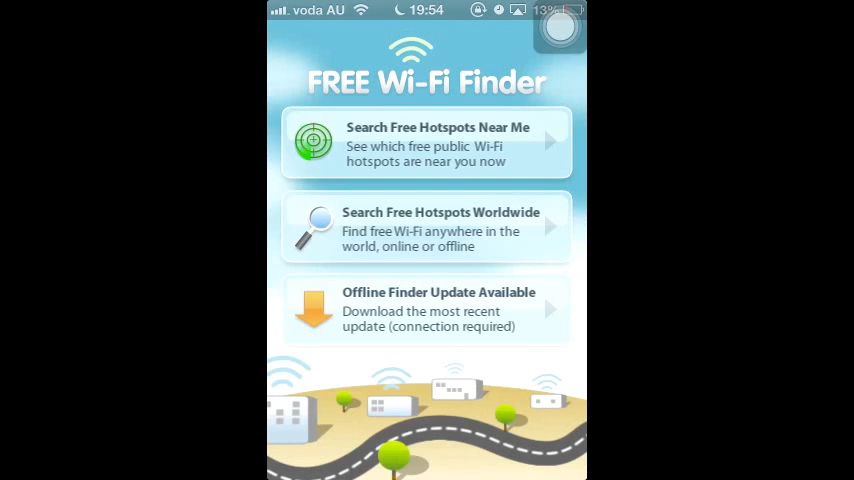 voda AU 19:54 13%
FREE Wi-Fi Finder
Search Free Hotspots Near Me
See which free public Wi-Fi
hotspots are near you now
Search Free Hotspots Worldwide
Find free Wi-Fi anywhere in the
world, online or offline
Offline Finder Update Available
Download the most recent
update (connection required)